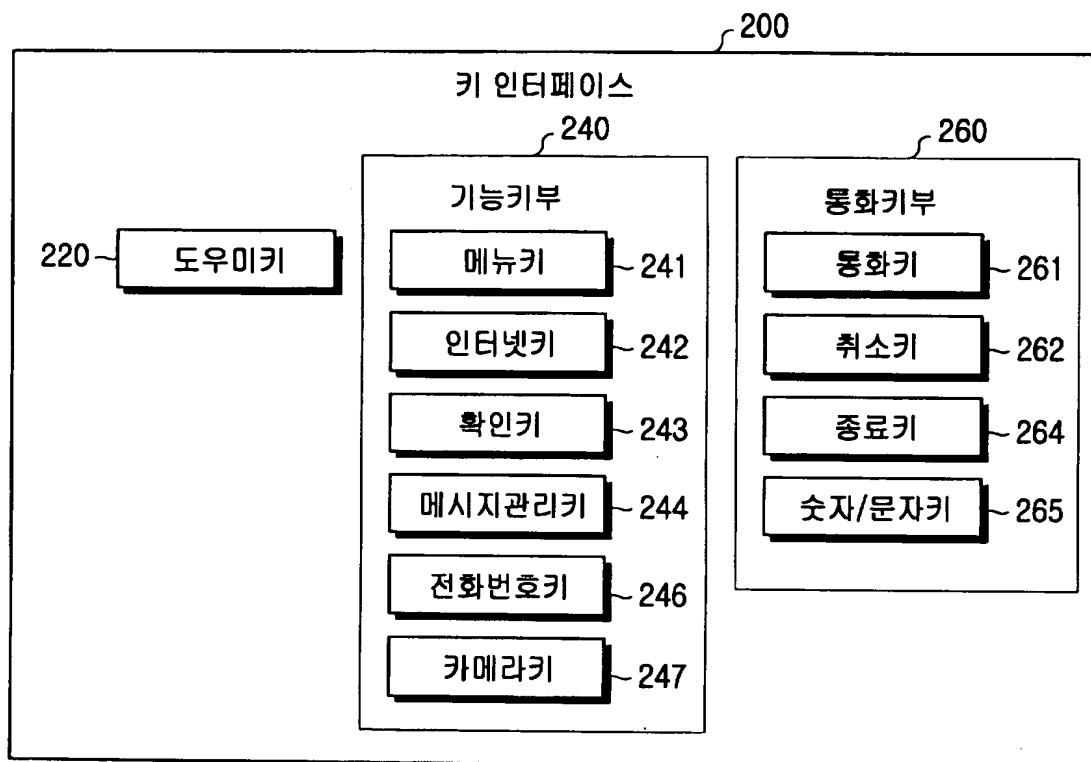 200
키 인터페이스
240
260
기능키부
통화키부
220
도우미키
메뉴키
241
통화키
261
인터넷키
242
취소키
262
확인키
243
종료키
264
메시지관리키
244
숫자/문자키
265
전화번호키
246
카메라키
247